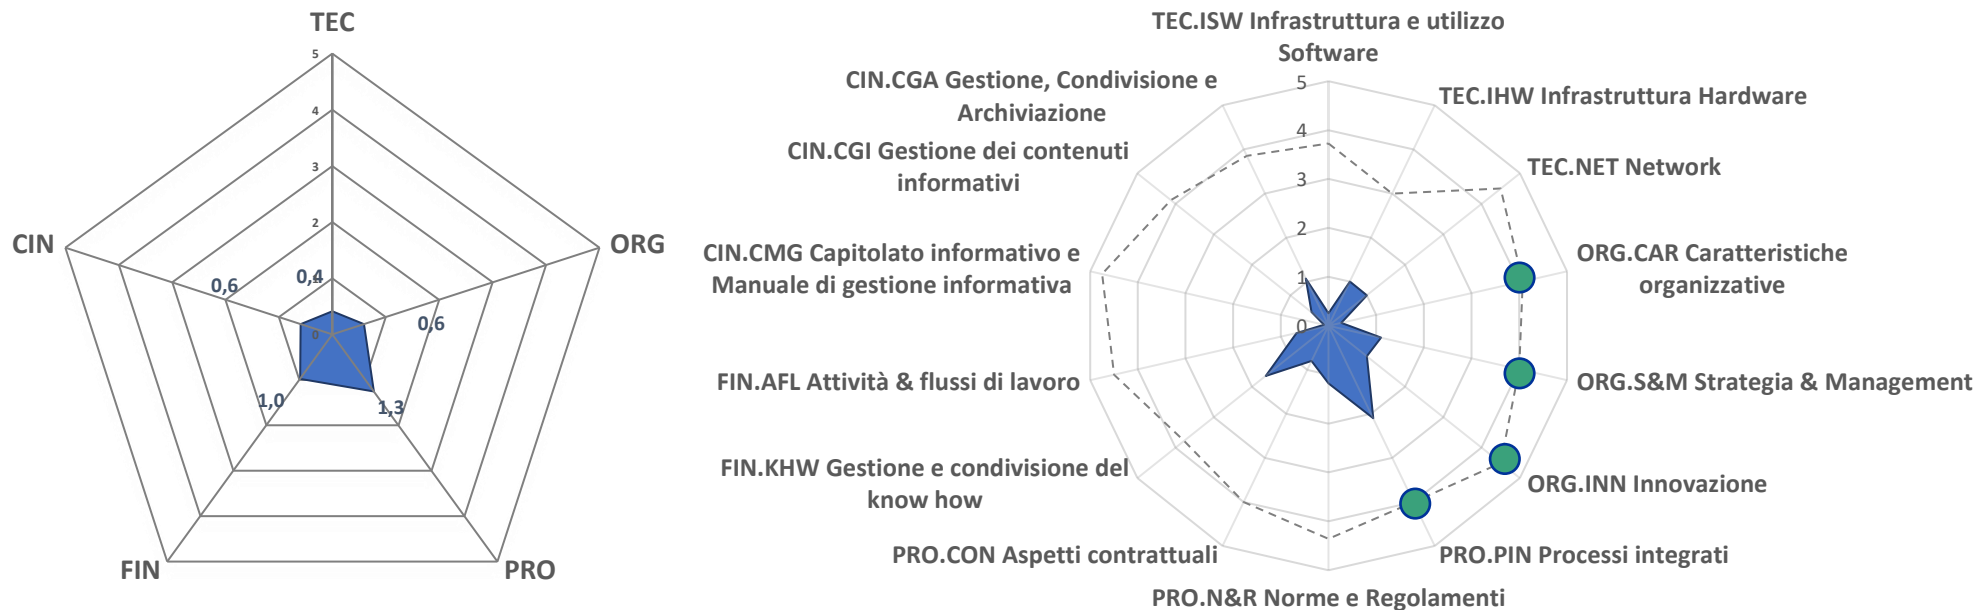 TEC
5
4
3
2
1
0
ORG
PRO
FIN
CIN
0,4
0,6
1,3
1,0
0,6
TEC.ISW Infrastruttura e utilizzo
Software
TEC.IHW Infrastruttura Hardware
TEC.NET Network
ORG.CAR Caratteristiche
organizzative
ORG.S&M Strategia & Management
ORG.INN Innovazione
PRO.PIN Processi integrati
PRO.N&R Norme e Regolamenti
PRO.CON Aspetti contrattuali
FIN.KHW Gestione e condivisione del
know how
FIN.AFL Attività & flussi di lavoro
CIN.CMG Capitolato informativo e
Manuale di gestione informativa
CIN.CGI Gestione dei contenuti
informativi
CIN.CGA Gestione, Condivisione e
Archiviazione
5
4
3
2
1
0